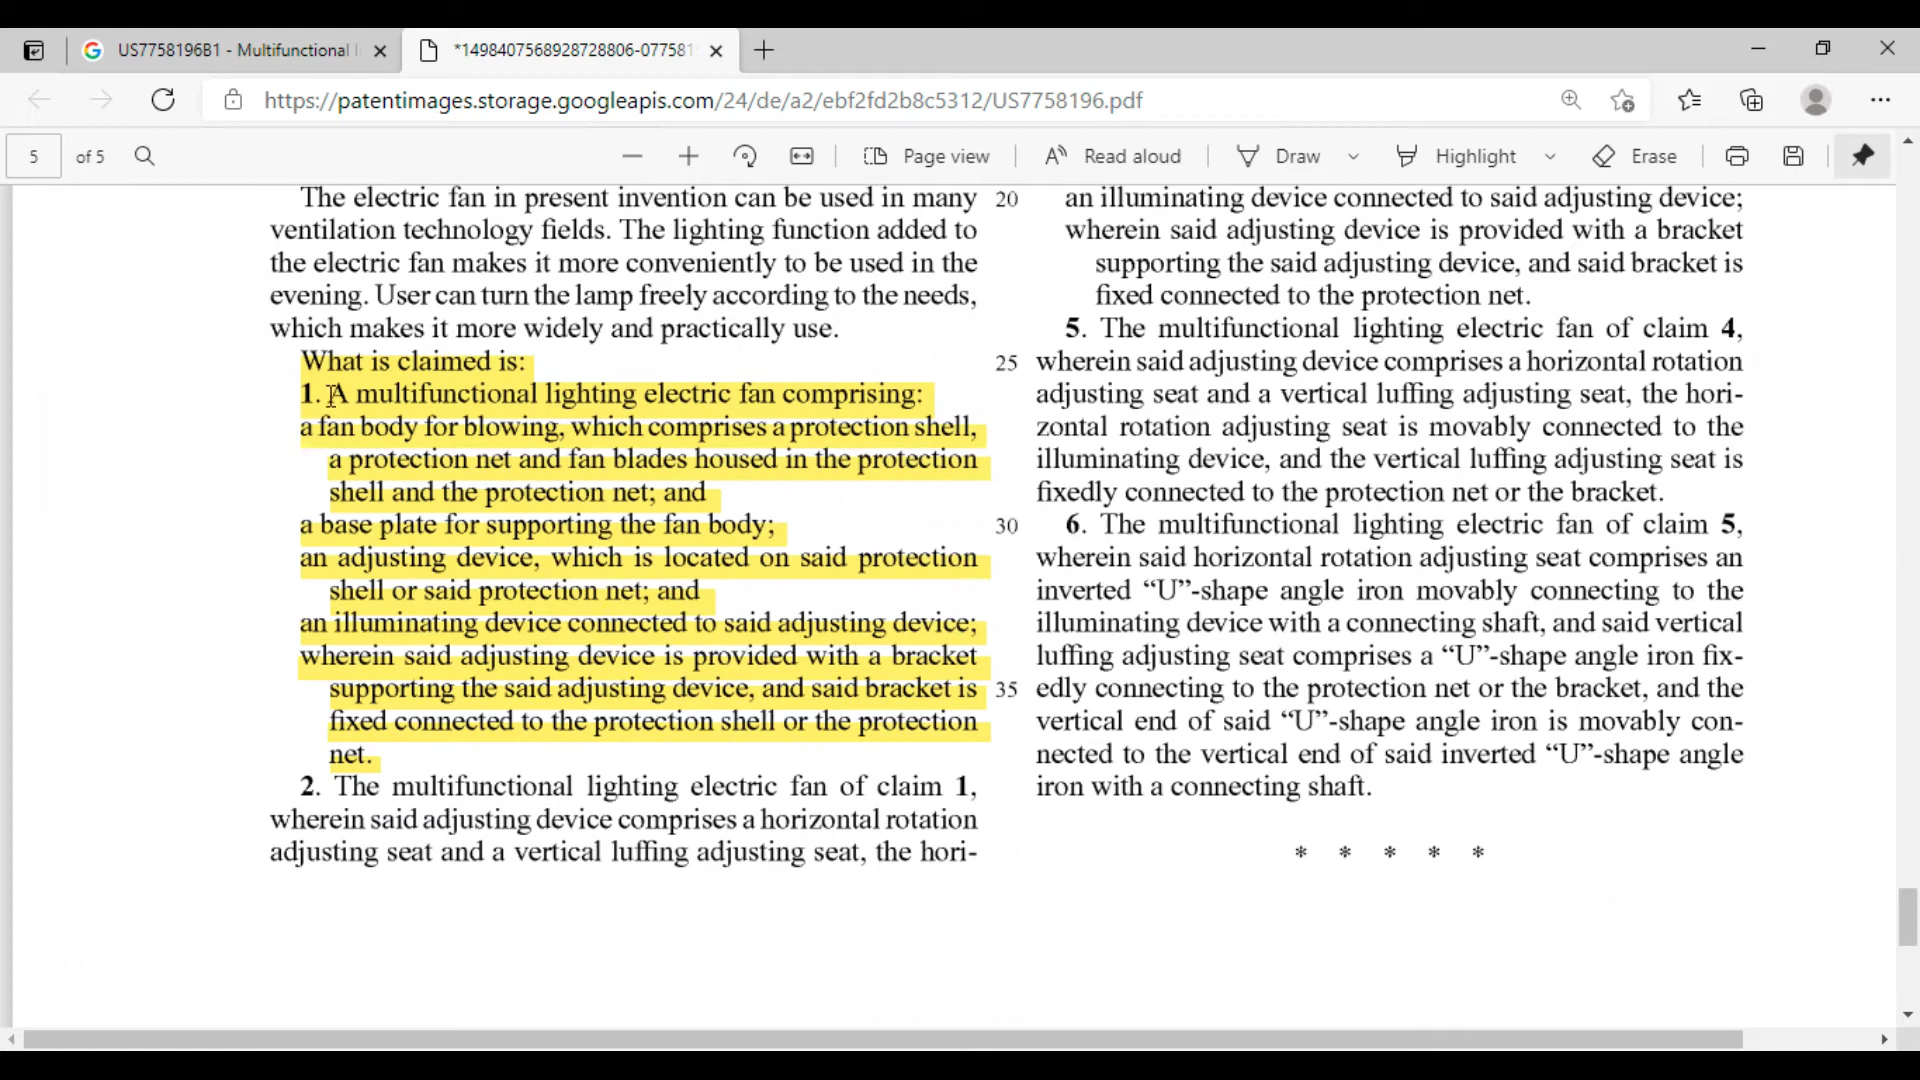 US7758196B1 - Multifunctional
*1498407568928728806-077581
https://patentimages.storage.googleapis.com/24/de/a2/ebf2fd2b8c5312/US7758196.pdf
5 of 5
Page view
Read aloud
Draw
Highlight
Erase
The electric fan in present invention can be used in many
ventilation technology fields. The lighting function added to
the electric fan makes it more conveniently to be used in the
evening. User can turn the lamp freely according to the needs,
which makes it more widely and practically use.
What is claimed is:
1. A multifunctional lighting electric fan comprising:
a fan body for blowing, which comprises a protection shell,
a protection net and fan blades housed in the protection
shell and the protection net; and
a base plate for supporting the fan body;
an adjusting device, which is located on said protection
shell or said protection net; and
an illuminating device connected to said adjusting device;
wherein said adjusting device is provided with a bracket
supporting the said adjusting device, and said bracket is
fixed connected to the protection shell or the protection
net.
2. The multifunctional lighting electric fan of claim 1,
wherein said adjusting device comprises a horizontal rotation
adjusting seat and a vertical luffing adjusting seat, the hori-
20
25
30
35
an illuminating device connected to said adjusting device;
wherein said adjusting device is provided with a bracket
supporting the said adjusting device, and said bracket is
fixed connected to the protection net.
5. The multifunctional lighting electric fan of claim 4,
wherein said adjusting device comprises a horizontal rotation
adjusting seat and a vertical luffing adjusting seat, the hori-
zontal rotation adjusting seat is movably connected to the
illuminating device, and the vertical luffing adjusting seat is
fixedly connected to the protection net or the bracket.
6. The multifunctional lighting electric fan of claim 5,
wherein said horizontal rotation adjusting seat comprises an
inverted “U”-shape angle iron movably connecting to the
illuminating device with a connecting shaft, and said vertical
luffing adjusting seat comprises a “U”-shape angle iron fix-
edly connecting to the protection net or the bracket, and the
vertical end of said “U”-shape angle iron is movably con-
nected to the vertical end of said inverted “U”-shape angle
iron with a connecting shaft.
* * * * *